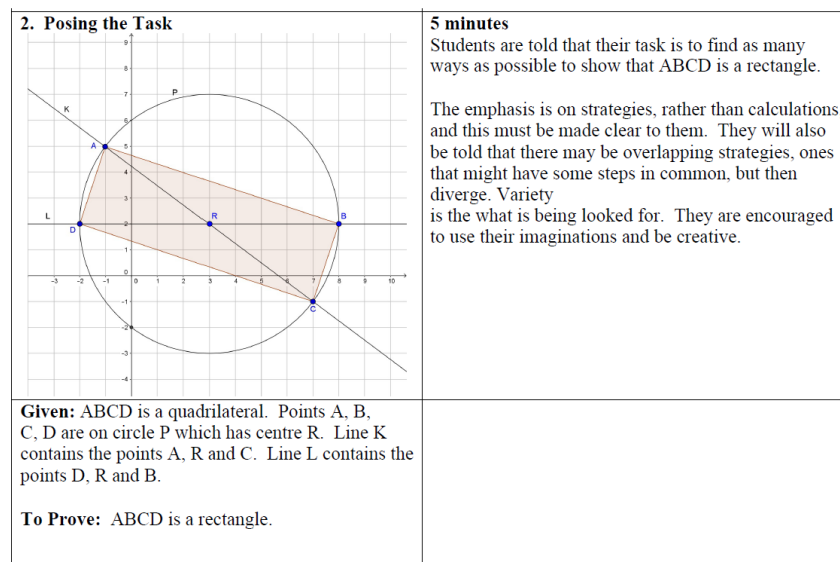 2. Posing the Task
9
8
P
7
K
6
5
A
4
3
L
R
B
2
D
1
0
-3
-2
-1
0
1
2
3
4
5
6
7
8
9
10
-1
C
-2
-3
-4
5 minutes
Students are told that their task is to find as many
ways as possible to show that ABCD is a rectangle.
The emphasis is on strategies, rather than calculations
and this must be made clear to them. They will also
be told that there may be overlapping strategies, ones
that might have some steps in common, but then
diverge. Variety
is the what is being looked for. They are encouraged
to use their imaginations and be creative.
Given: ABCD is a quadrilateral. Points A, B,
C, D are on circle P which has centre R. Line K
contains the points A, R and C. Line L contains the
points D, R and B.
To Prove: ABCD is a rectangle.